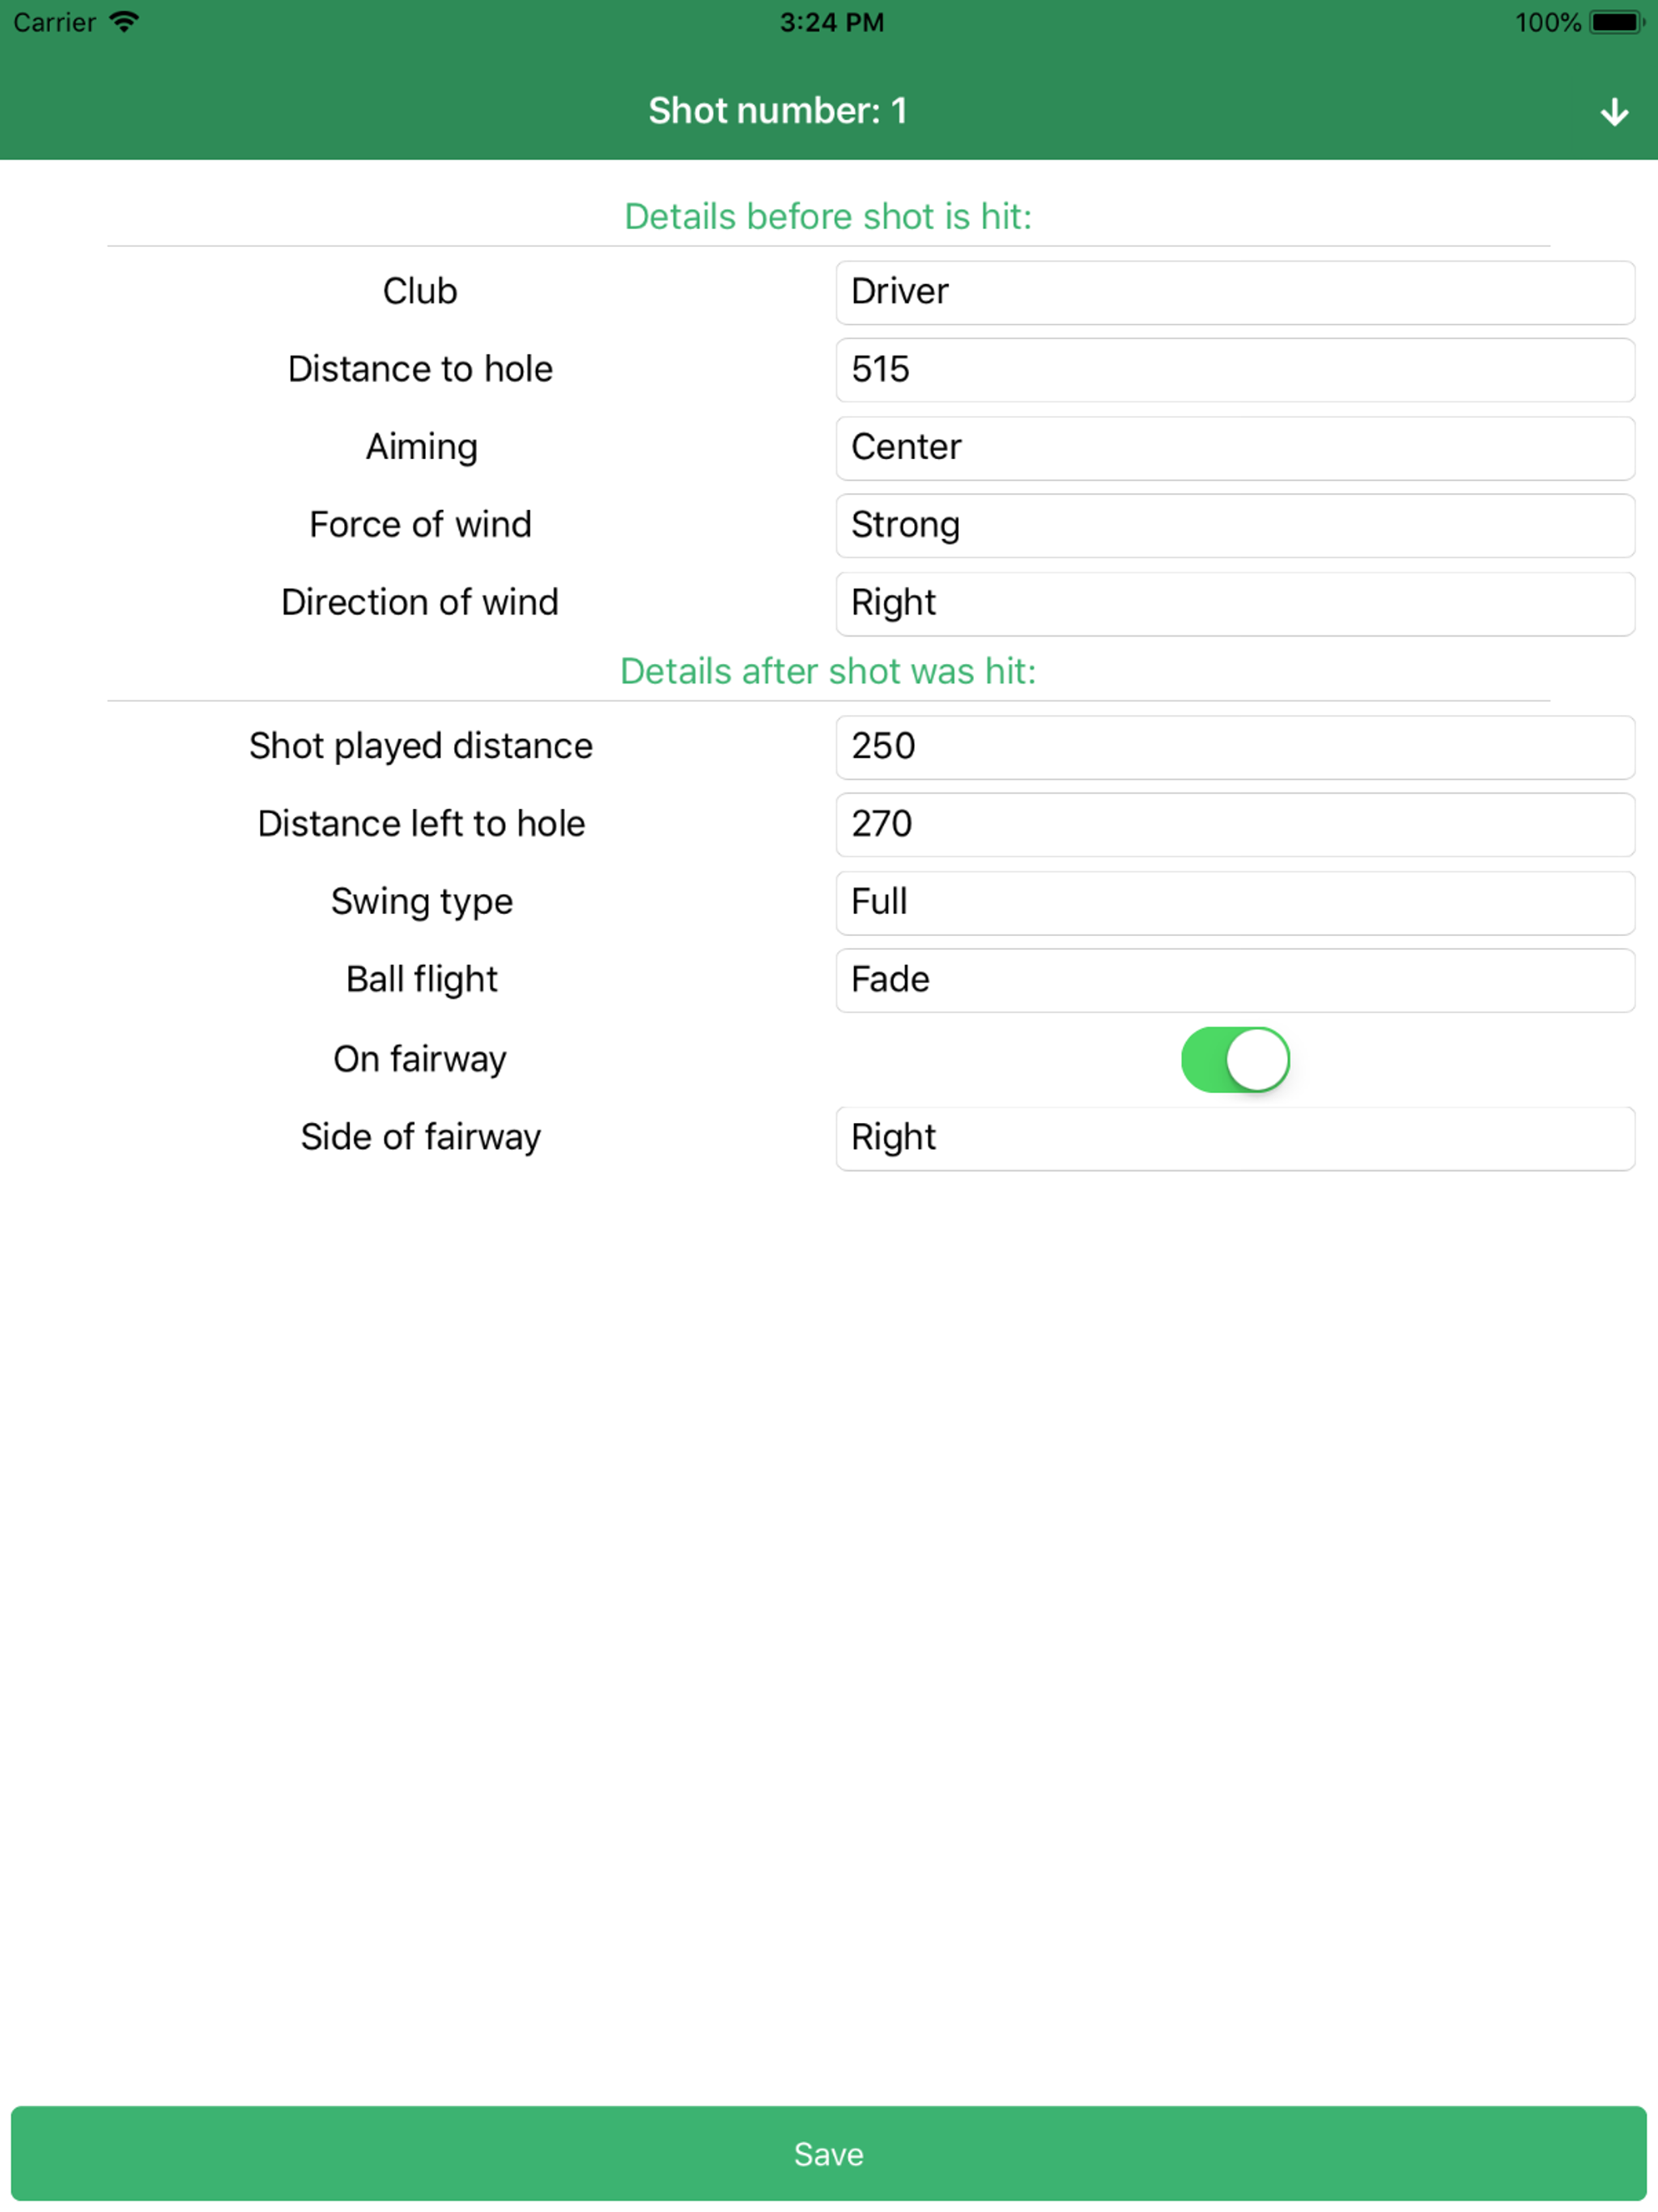 Carrier 3:24 PM 100%
Shot number: 1
Details before shot is hit:
Club Driver
Distance to hole 515
Aiming Center
Force of wind Strong
Direction of wind Right
Details after shot was hit:
Shot played distance 250
Distance left to hole 270
Swing type Full
Ball flight Fade
On fairway
Side of fairway Right
Save